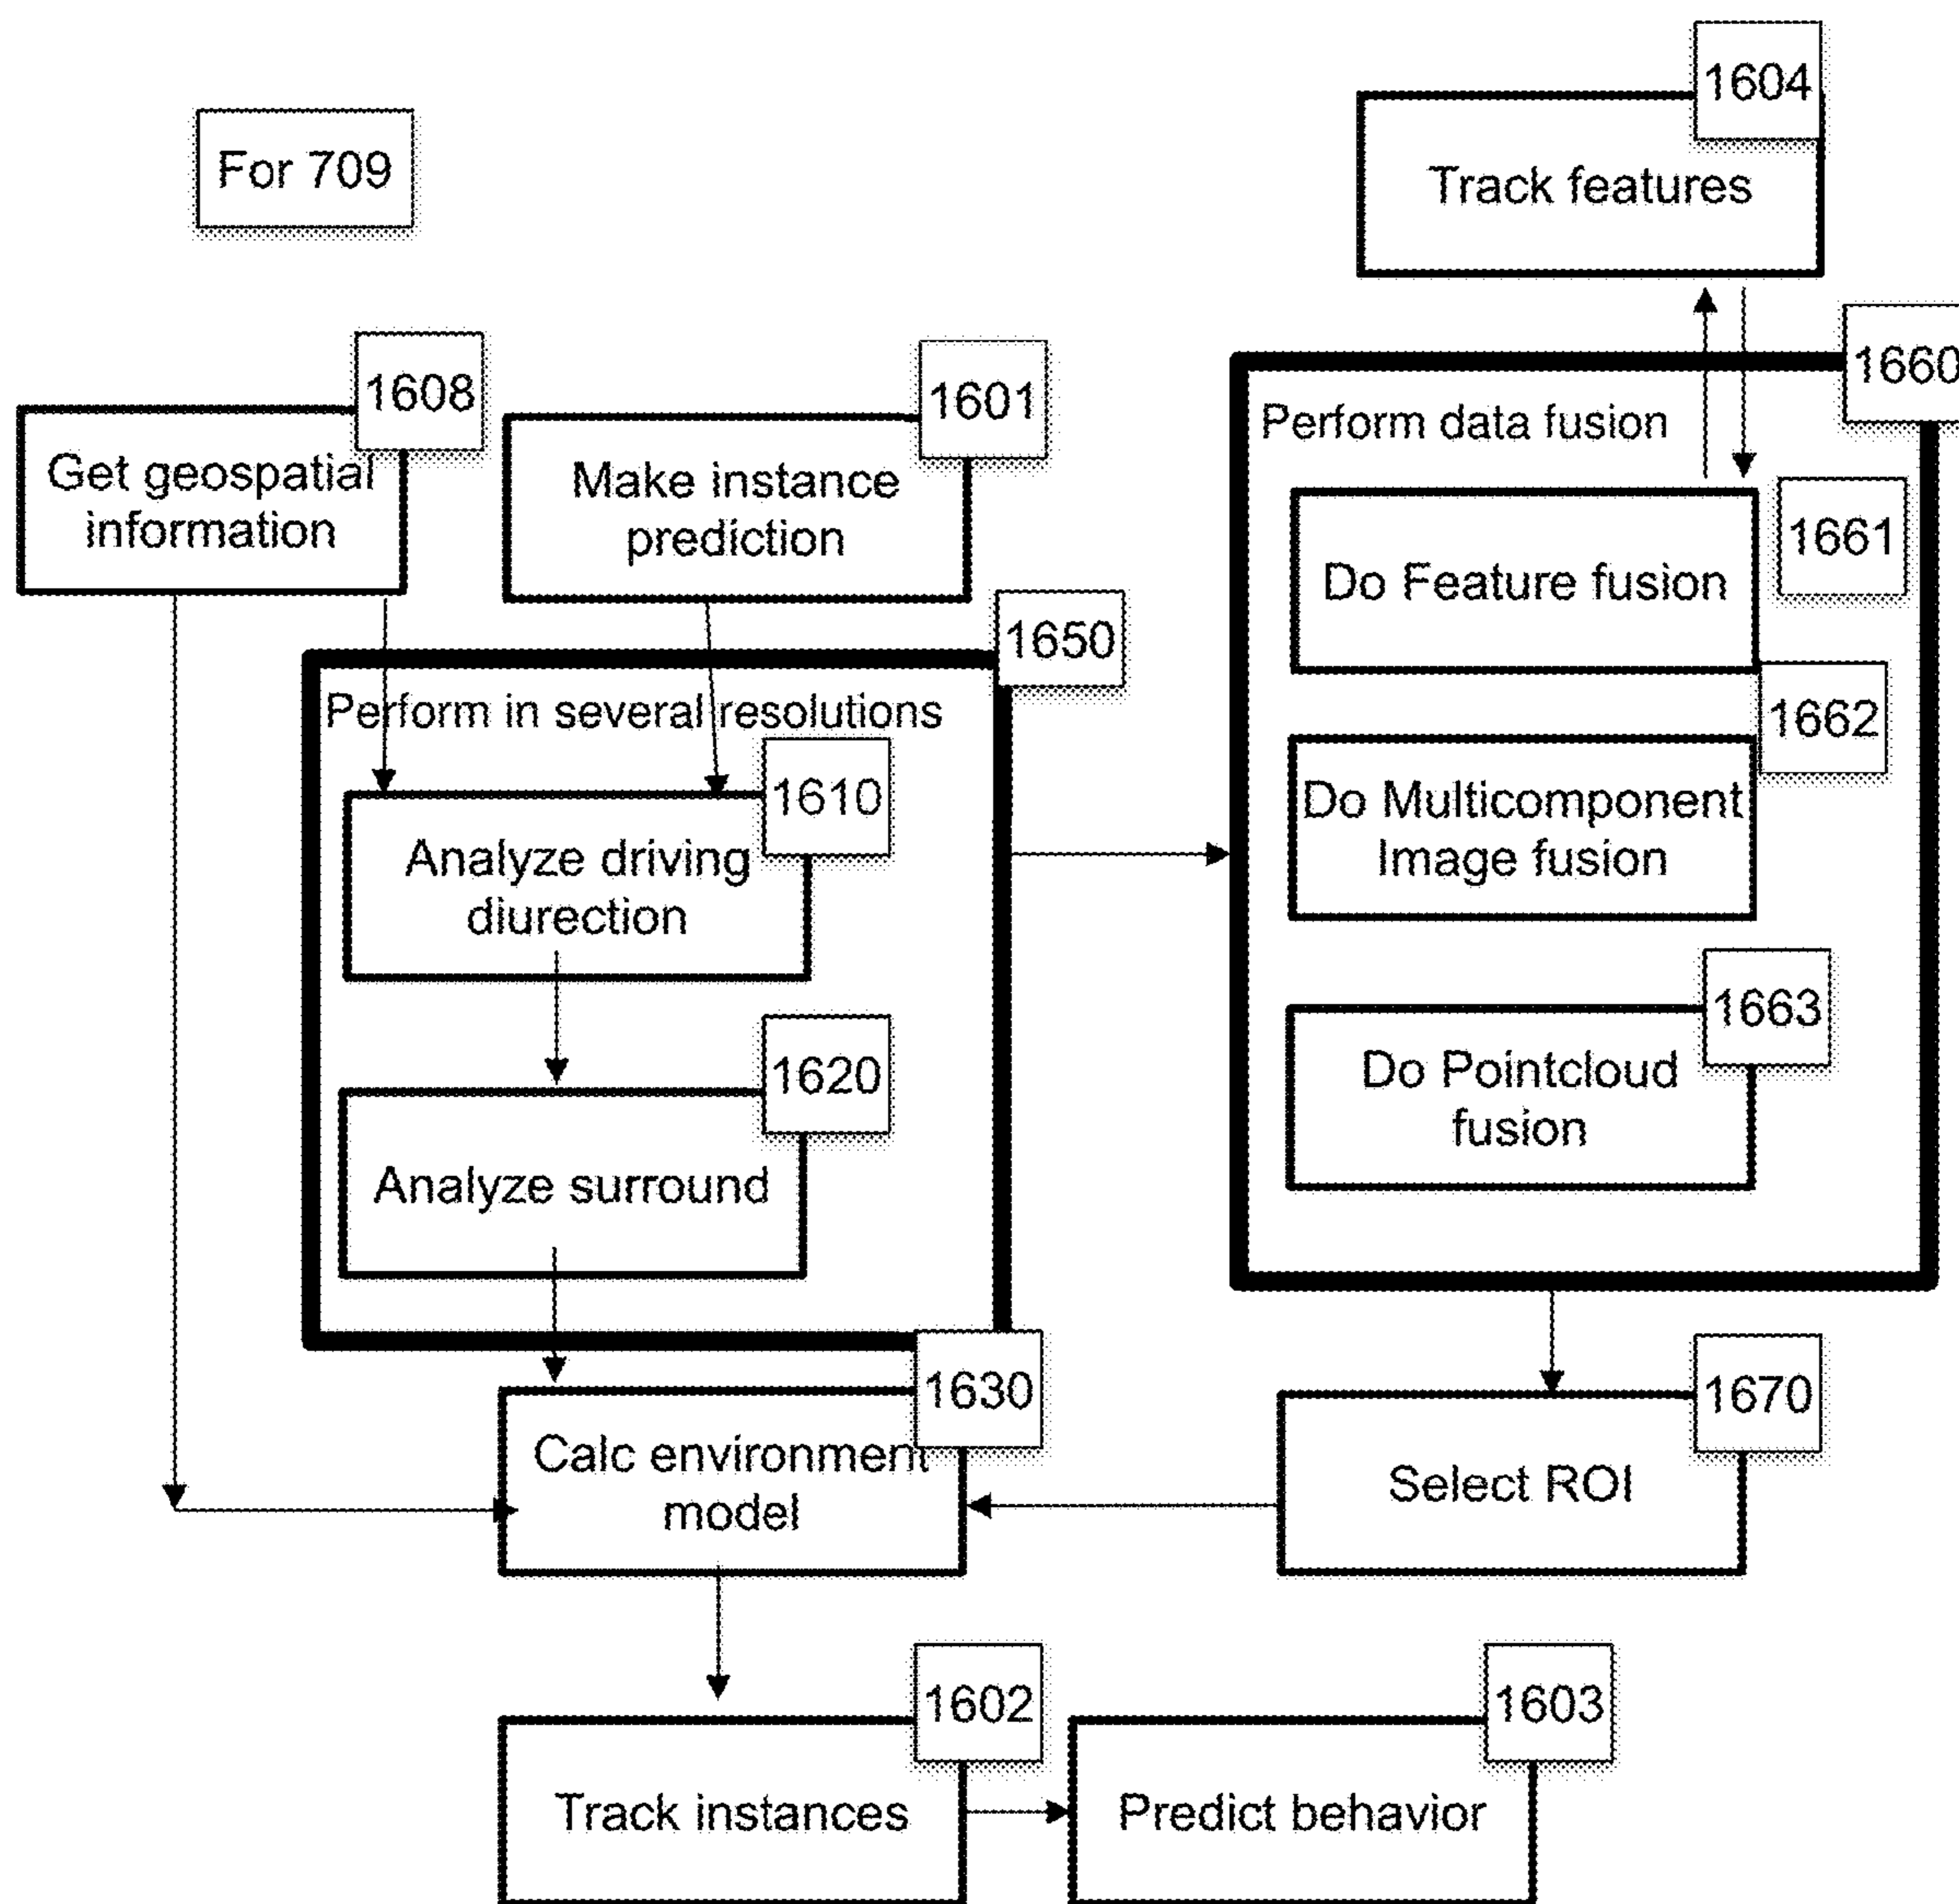 1604
For 709
Track features
1608
1601
1660
Get geospatial
information
Make instance
prediction
Perform data fusion
1661
Do Feature fusion
1650
Perform in several resolutions
1662
1610
Do Multicomponent
Image fusion
Analyze driving
diurection
1663
1620
Do Pointcloud
fusion
Analyze surround
1630
1670
Calc environment
model
Select ROI
1602
1603
Track instances
Predict behavior